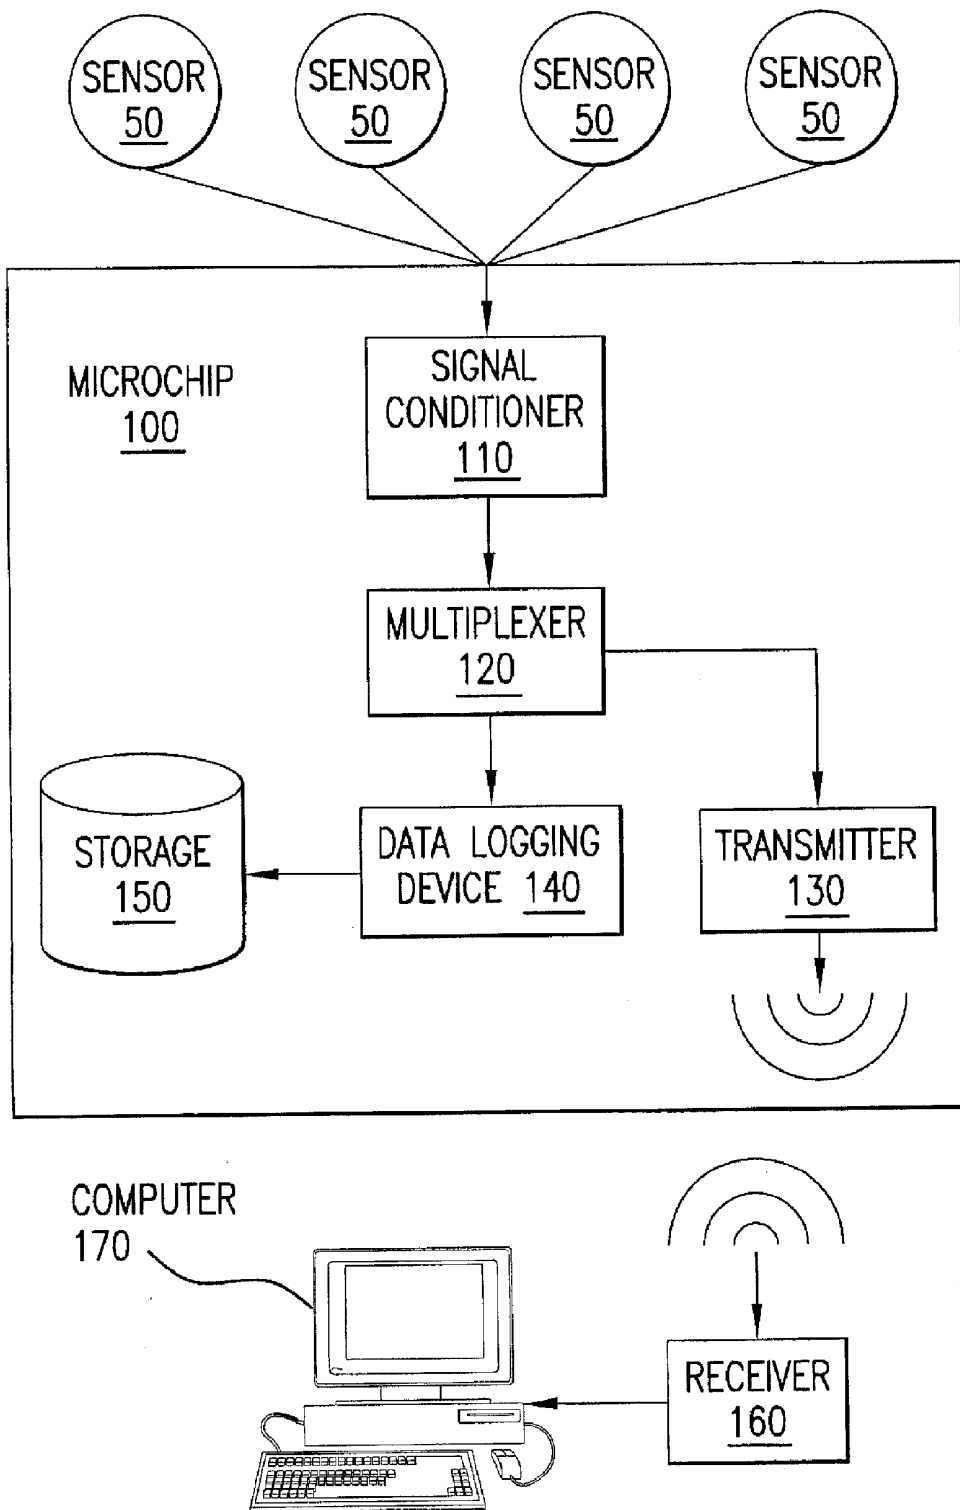 SENSOR
50
SENSOR
50
SENSOR
50
SENSOR
50
MICROCHIP
100
SIGNAL
CONDITIONER
110
MULTIPLEXER
120
STORAGE
150
DATA LOGGING
DEVICE 140
TRANSMITTER
130
COMPUTER
170
RECEIVER
160